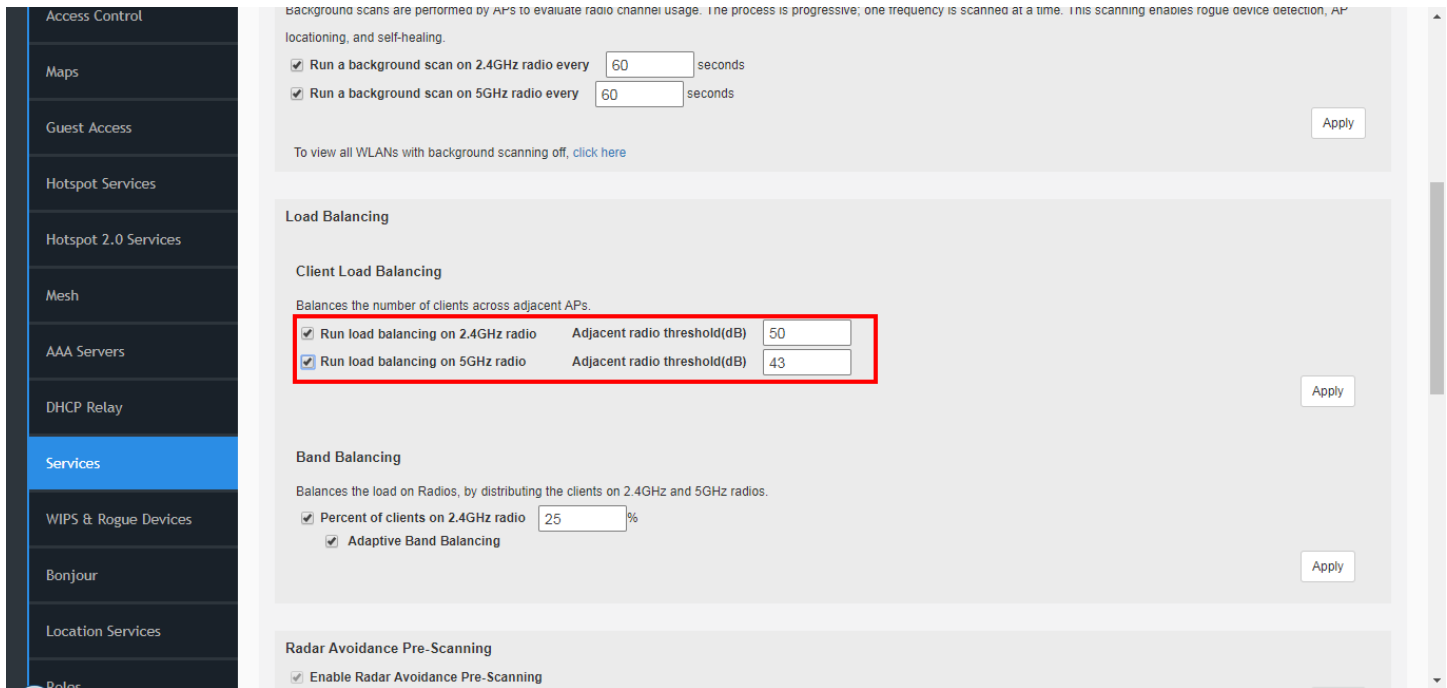 Access Control
Maps
Guest Access
Hotspot Services
Hotspot 2.0 Services
Mesh
AAA Servers
DHCP Relay
Services
WIPS & Rogue Devices
Bonjour
Location Services
Roles
Background scans are performed by APs to evaluate radio channel usage. The process is progressive; one frequency is scanned at a time. This scanning enables rogue device detection, AP
locationing, and self-healing.
Run a background scan on 2.4GHz radio every 60 seconds
Run a background scan on 5GHz radio every 60 seconds
Apply
To view all WLANs with background scanning off, click here
Load Balancing
Client Load Balancing
Balances the number of clients across adjacent APs.
Run load balancing on 2.4GHz radio Adjacent radio threshold(dB) 50
Run load balancing on 5GHz radio Adjacent radio threshold(dB) 43
Apply
Band Balancing
Balances the load on Radios, by distributing the clients on 2.4GHz and 5GHz radios.
Percent of clients on 2.4GHz radio 25 %
Adaptive Band Balancing
Apply
Radar Avoidance Pre-Scanning
Enable Radar Avoidance Pre-Scanning